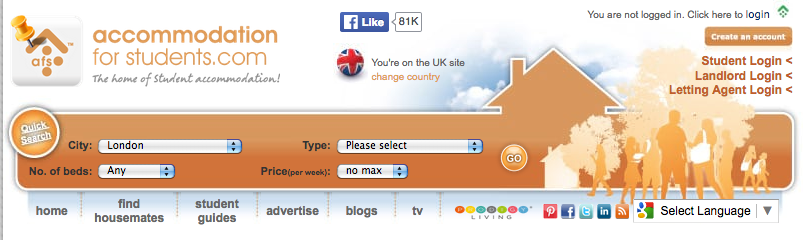 afs
TM
accommodation
for students.com
The home of student accommodation!
Like
81K
You're on the UK site
change country
You are not logged in. Click here to login
Create an account
Student Login <
Landlord Login <
Letting Agent Login <
Quick
Search
City: London
Type: Please select
No. of beds: Any
Price(per week): no max
GO
home
find
housemates
student
guides
advertise
blogs
tv
LIVING
Select Language